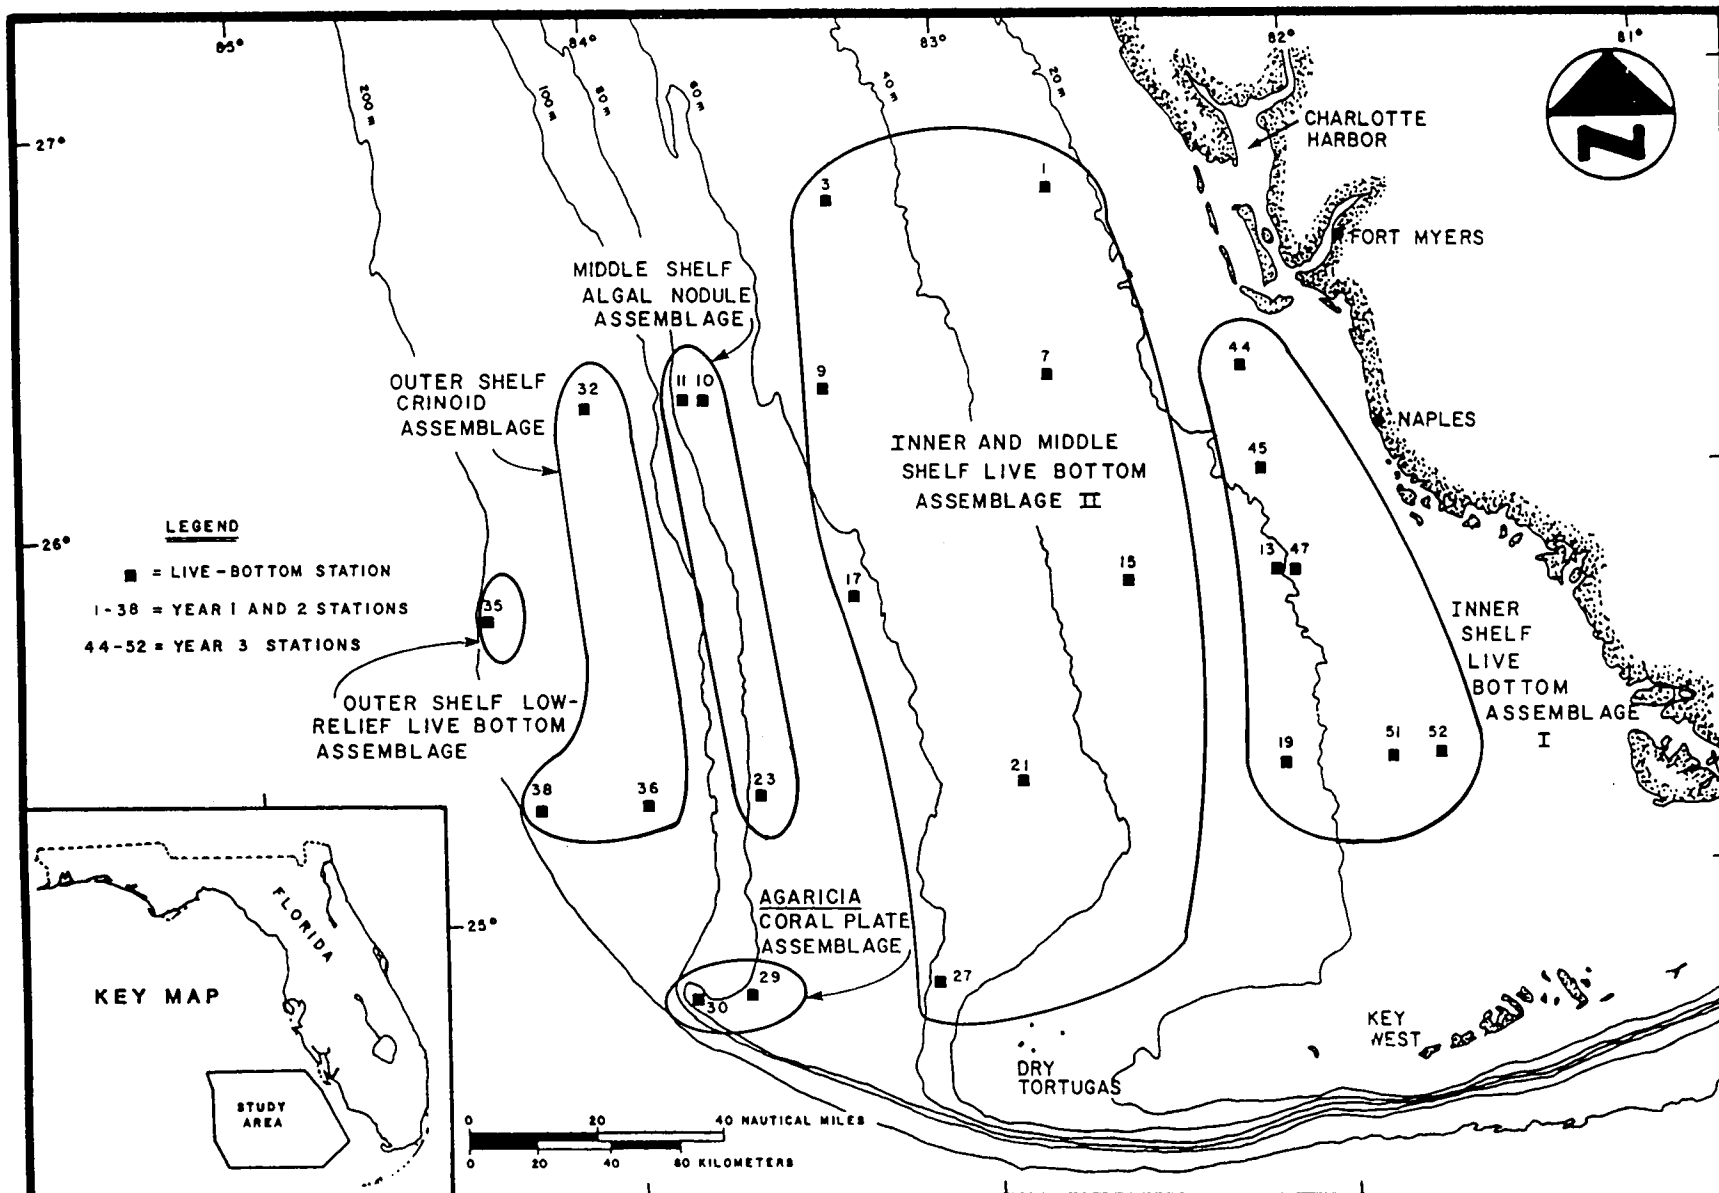 85°
84°
83°
82°
81°
200 m
100 m
80 m
60 m
40 m
20 m
27°
26°
25°
CHARLOTTE
HARBOR
FORT MYERS
NAPLES
N
3
1
MIDDLE SHELF
ALGAL NODULE
ASSEMBLAGE
OUTER SHELF
CRINOID
ASSEMBLAGE
32
11 10
9
7
44
INNER AND MIDDLE
SHELF LIVE BOTTOM
ASSEMBLAGE II
45
LEGEND
■ = LIVE-BOTTOM STATION
1-38 = YEAR 1 AND 2 STATIONS
44-52 = YEAR 3 STATIONS
35
17
15
13 47
INNER
SHELF
LIVE
BOTTOM
ASSEMBLAGE
I
OUTER SHELF LOW-
RELIEF LIVE BOTTOM
ASSEMBLAGE
38
36
23
21
19
51
52
AGARICIA
CORAL PLATE
ASSEMBLAGE
29
30
27
DRY
TORTUGAS
KEY
WEST
FLORIDA
KEY MAP
STUDY
AREA
0 20 40 NAUTICAL MILES
0 20 40 60 KILOMETERS